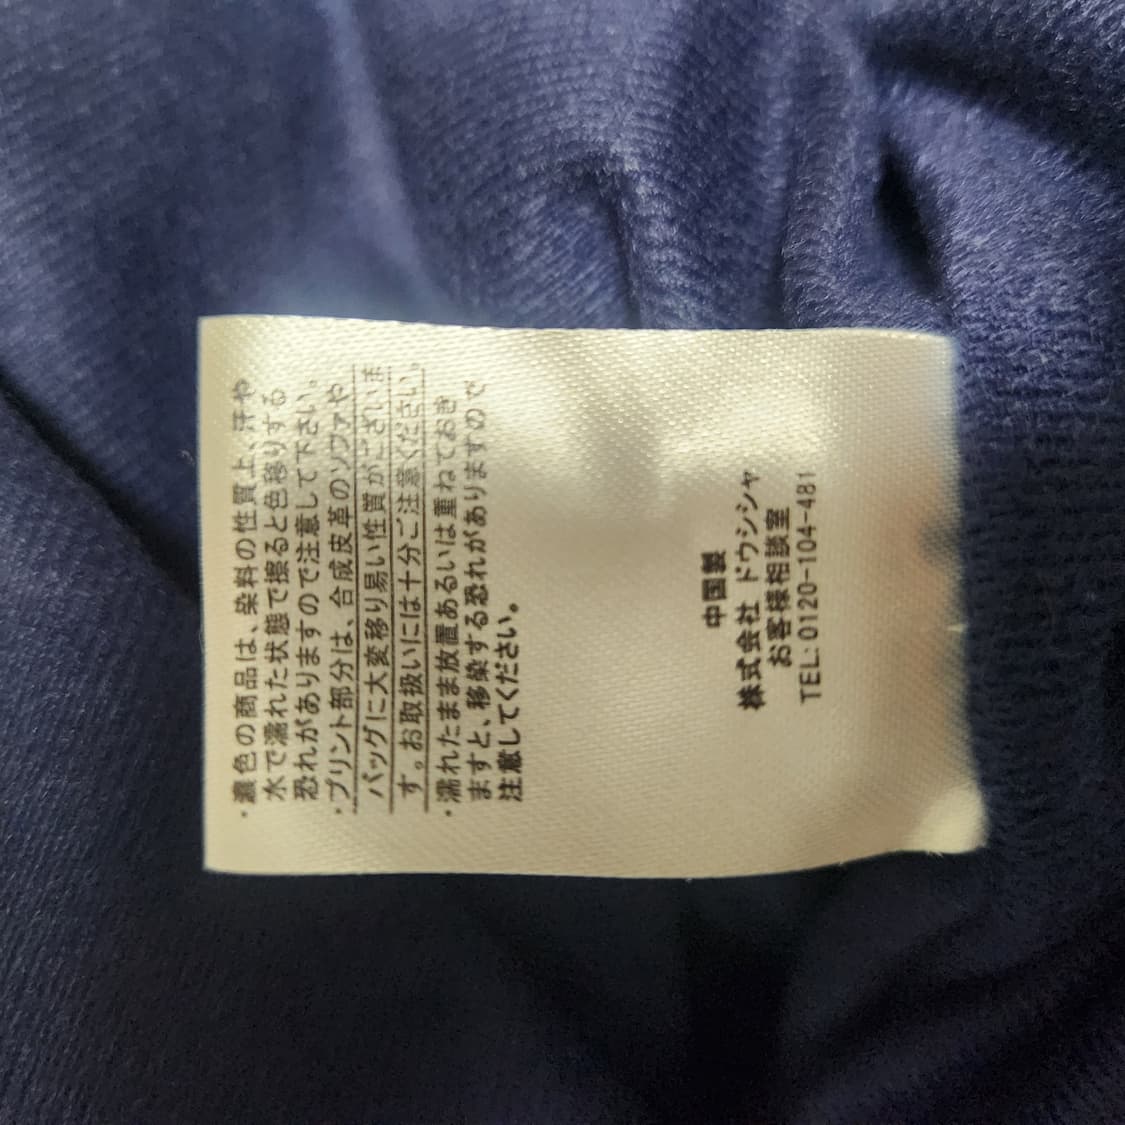 ・濃色の商品は、染料の性質上、汗や
水で濡れた状態で擦ると色移りする
恐れがありますので注意して下さい。
・プリント部分は、合成皮革のソファや
バッグに大変移り易い性質がございま
す。お取扱いには十分ご注意ください。
・濡れたまま放置あるいは重ねておき
ますと、移染する恐れがありますので
注意してください。
中国製
株式会社 ドウシシャ
お客様相談室
TEL:0120-104-481